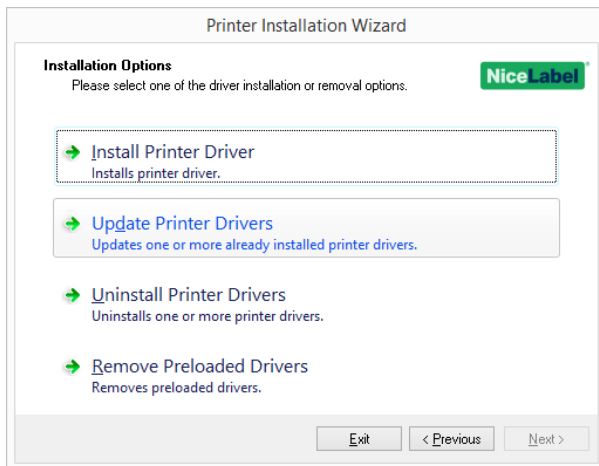 Printer Installation Wizard
Installation Options
Please select one of the driver installation or removal options.
NiceLabel
Install Printer Driver
Installs printer driver.
Update Printer Drivers
Updates one or more already installed printer drivers.
Uninstall Printer Drivers
Uninstalls one or more printer drivers.
Remove Preloaded Drivers
Removes preloaded drivers.
Exit
< Previous
Next >